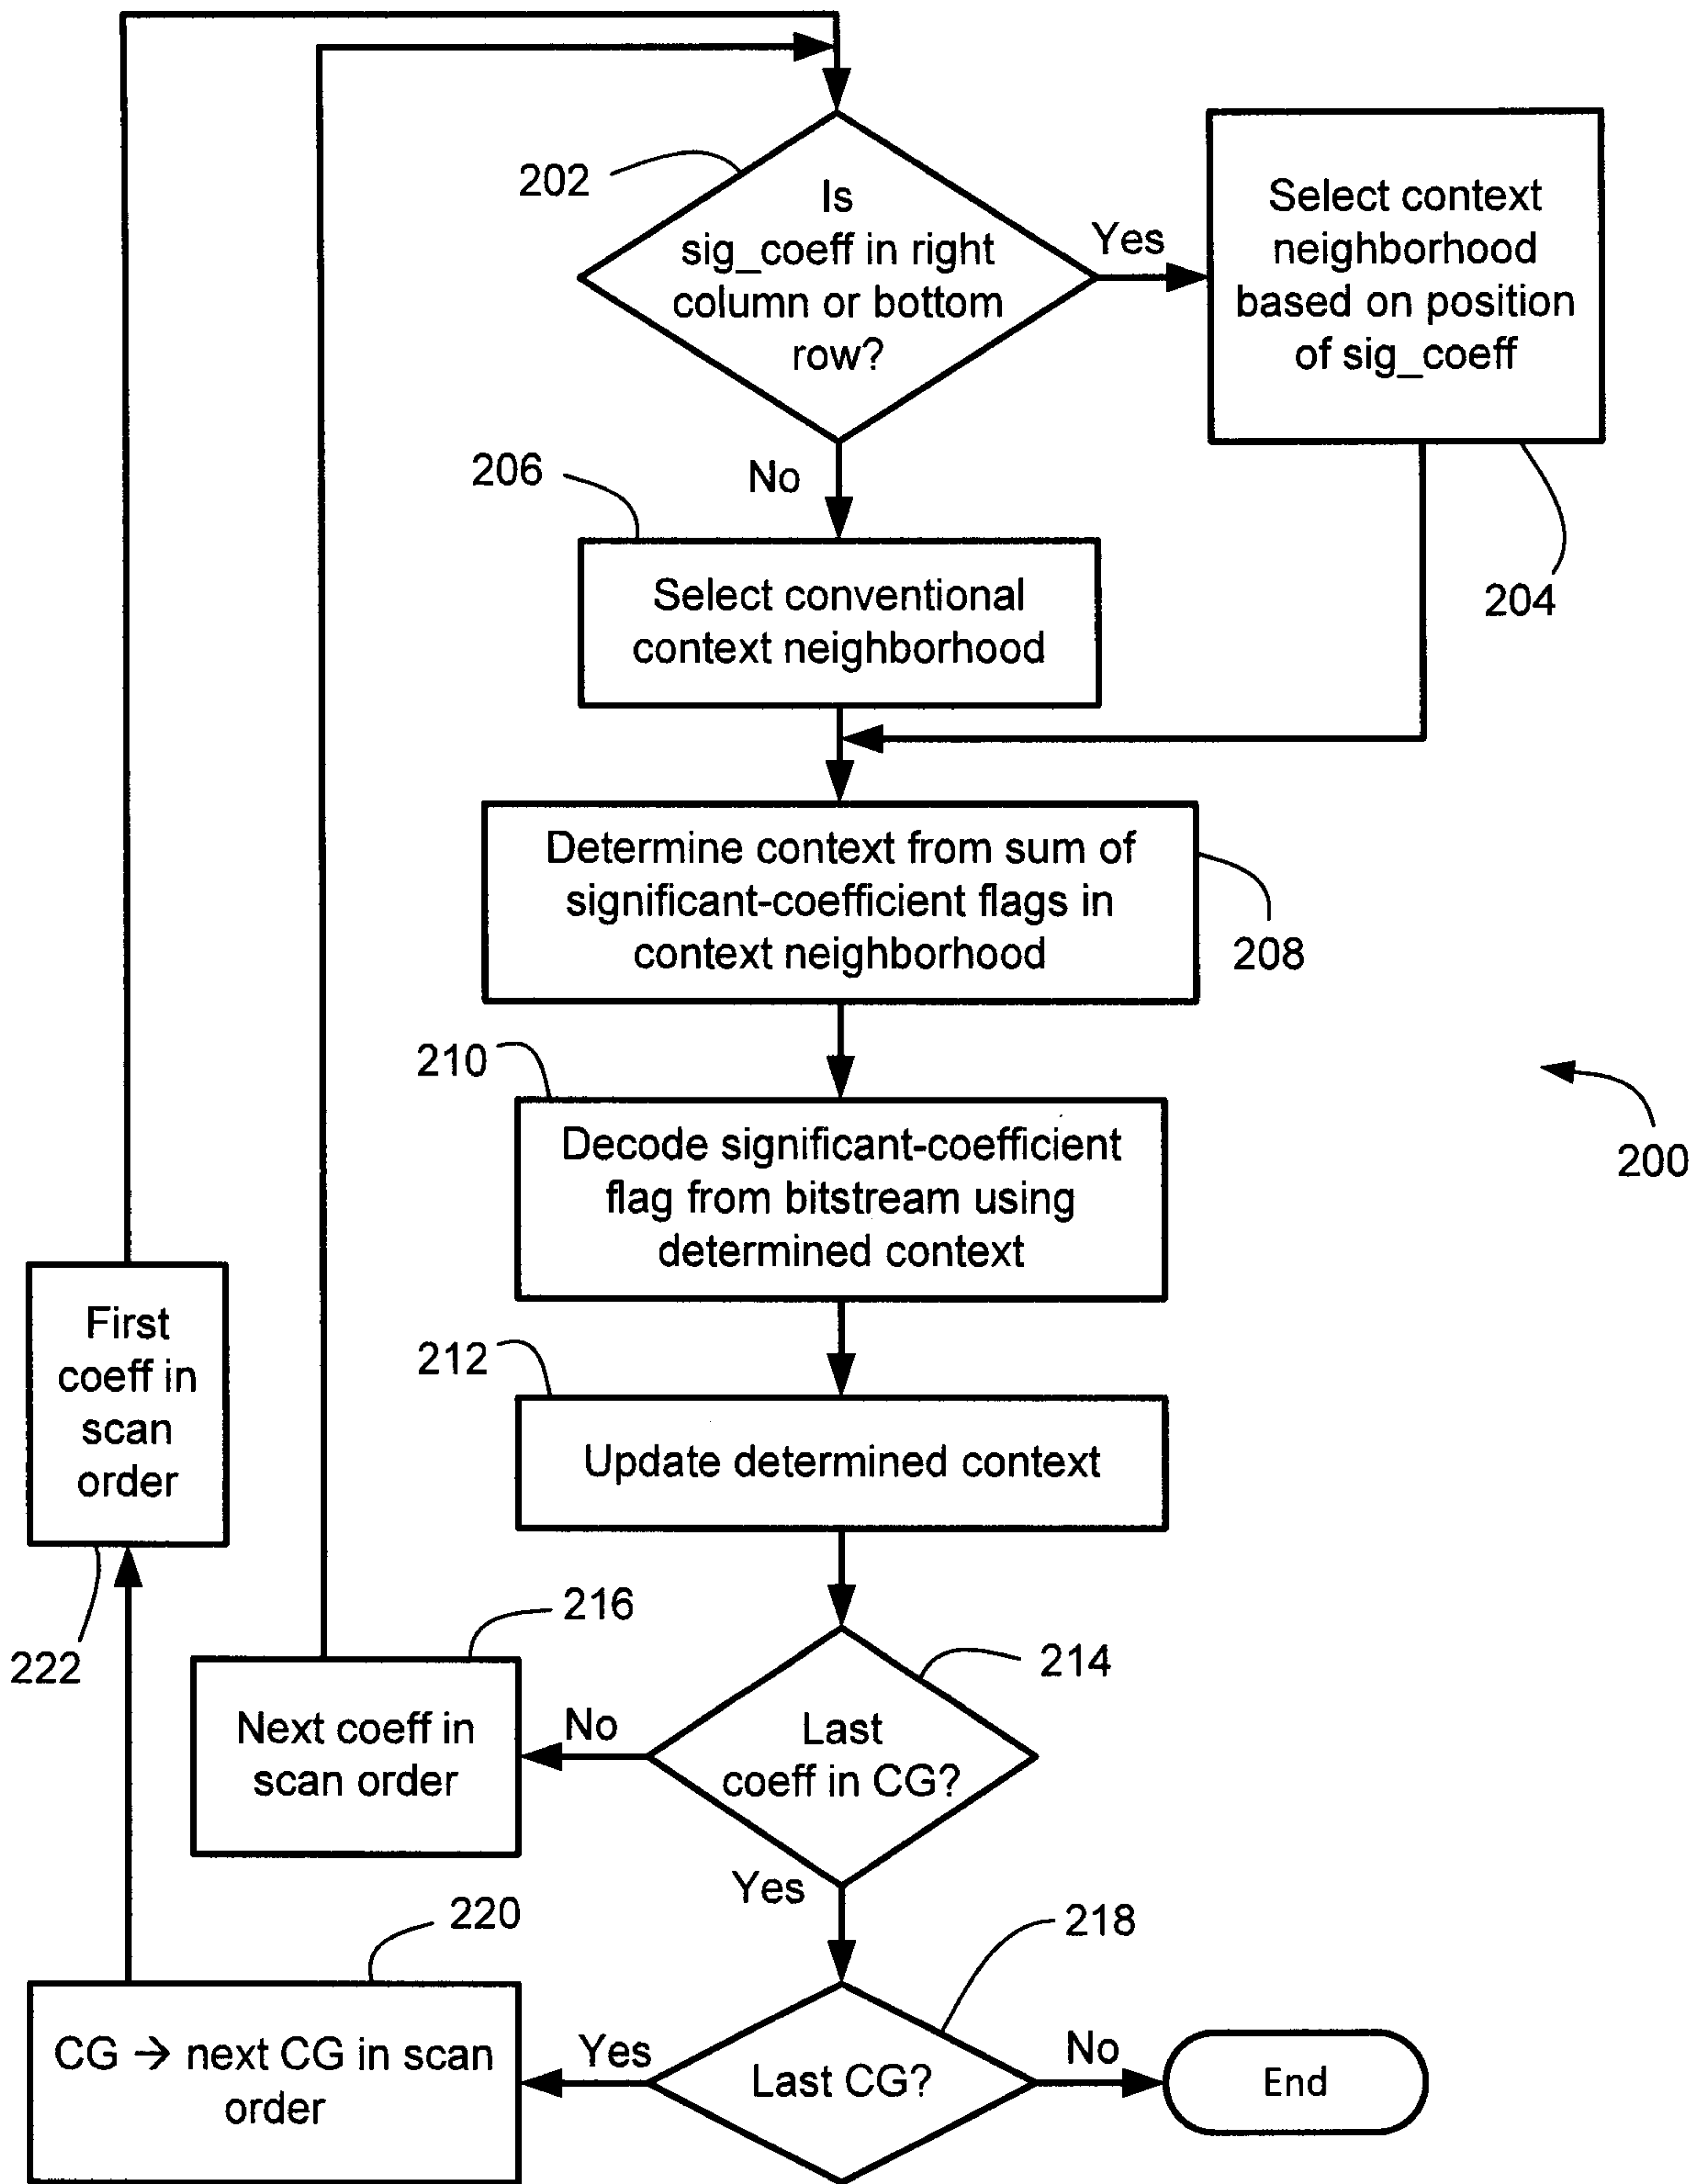 202
Is
sig_coeff in right
column or bottom
row?
Yes
Select context
neighborhood
based on position
of sig_coeff
204
No
206
Select conventional
context neighborhood
Determine context from sum of
significant-coefficient flags in
context neighborhood
208
210
Decode significant-coefficient
flag from bitstream using
determined context
200
First
coeff in
scan
order
222
212
Update determined context
216
Next coeff in
scan order
No
214
Last
coeff in CG?
Yes
220
CG → next CG in scan
order
Yes
218
Last CG?
No
End